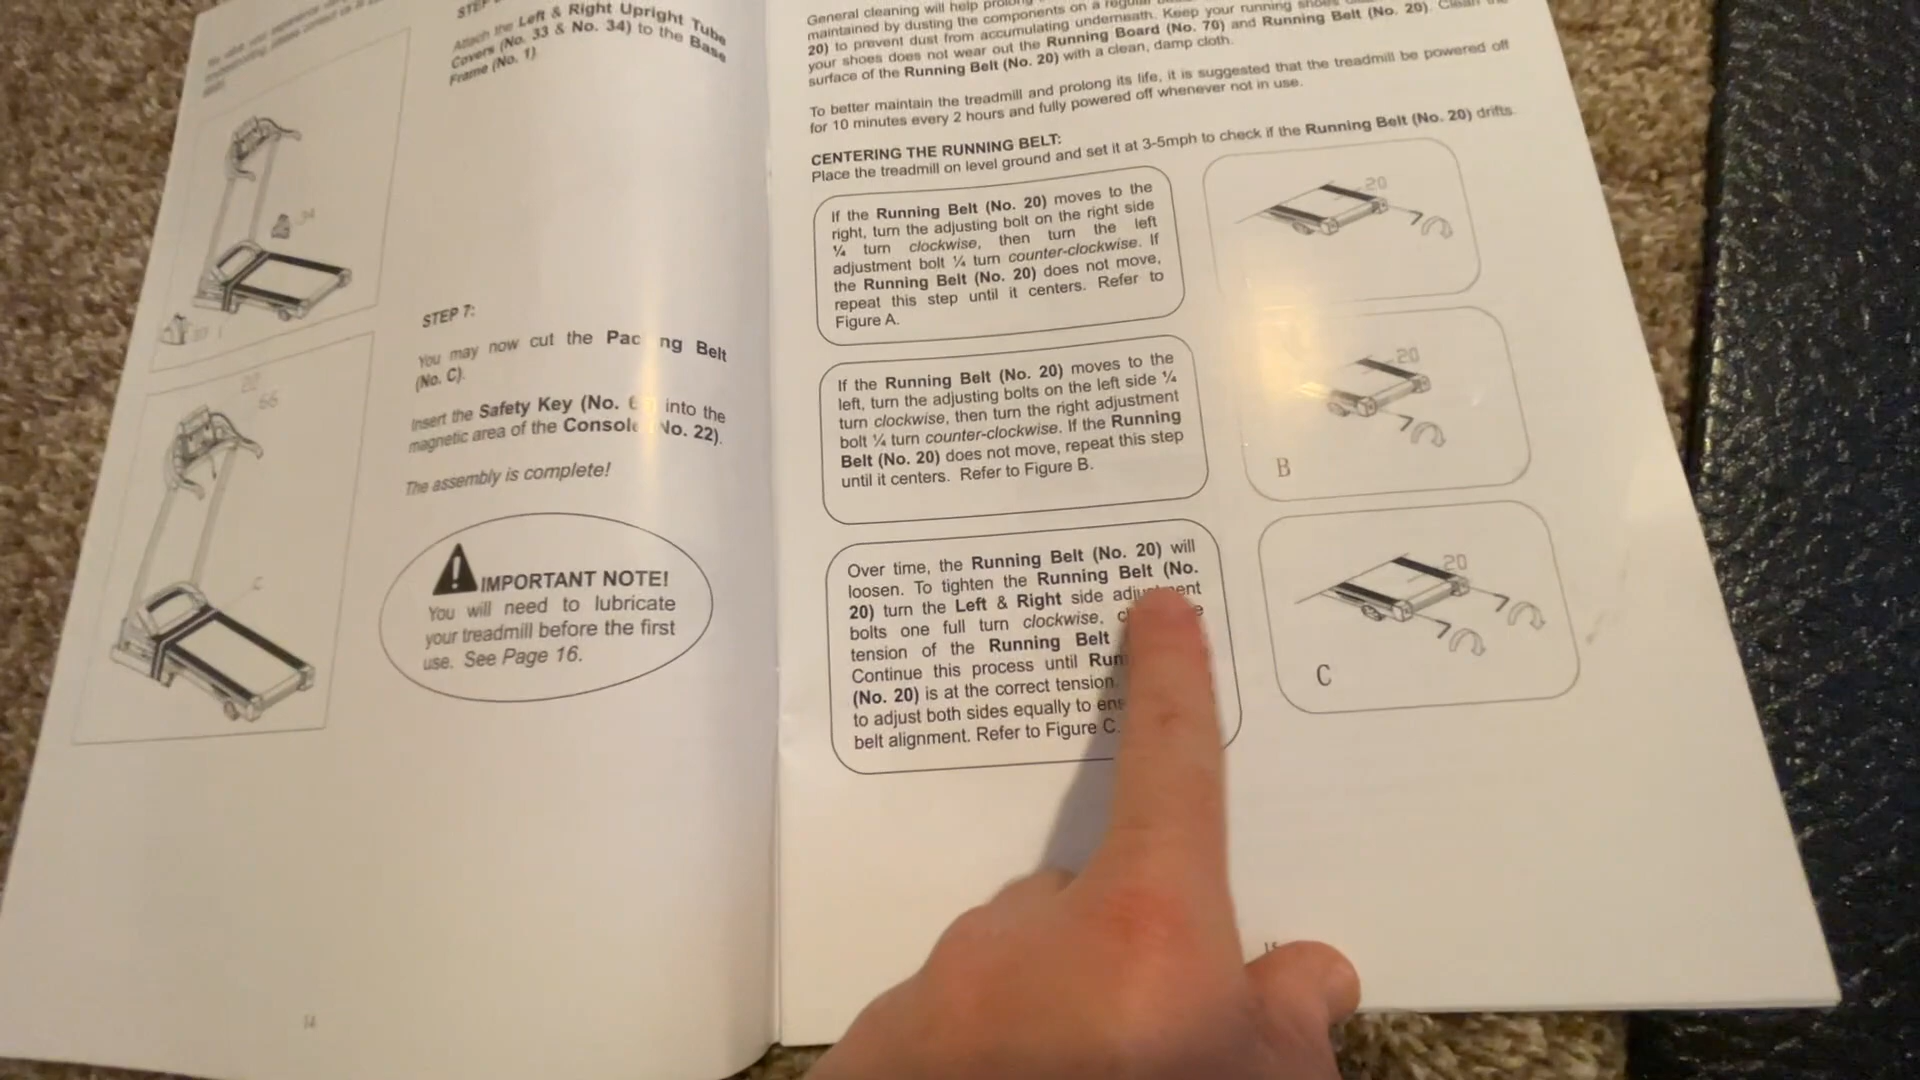 STEP
Attach the Left & Right Upright Tube
Covers (No. 33 & No. 34) to the Base
Frame (No. 1).
34
STEP 7:
You may now cut the Pac ng Belt
(No. C).
Insert the Safety Key (No. 6 into the
magnetic area of the Console No. 22).
The assembly is complete!
22
66
C
IMPORTANT NOTE!
You will need to lubricate
your treadmill before the first
use. See Page 16.
14
General cleaning will help
maintained by dusting the components on a regular
20) to prevent dust from accumulating underneath. Keep your running shoes
your shoes does not wear out the Running Board (No. 70) and Running Belt (No. 20). Clean the
surface of the Running Belt (No. 20) with a clean, damp cloth.
To better maintain the treadmill and prolong its life, it is suggested that the treadmill be powered off
for 10 minutes every 2 hours and fully powered off whenever not in use.
CENTERING THE RUNNING BELT:
Place the treadmill on level ground and set it at 3-5mph to check if the Running Belt (No. 20) drifts.
If the Running Belt (No. 20) moves to the
right, turn the adjusting bolt on the right side
¼ turn clockwise, then turn the left
adjustment bolt ¼ turn counter-clockwise. If
the Running Belt (No. 20) does not move,
repeat this step until it centers. Refer to
Figure A.
20
If the Running Belt (No. 20) moves to the
left, turn the adjusting bolts on the left side ¼
turn clockwise, then turn the right adjustment
bolt ¼ turn counter-clockwise. If the Running
Belt (No. 20) does not move, repeat this step
until it centers. Refer to Figure B.
20
B
Over time, the Running Belt (No. 20) will
loosen. To tighten the Running Belt (No.
20) turn the Left & Right side adjustment
bolts one full turn clockwise,
tension of the Running Belt
Continue this process until
(No. 20) is at the correct tension.
to adjust both sides equally to
belt alignment. Refer to Figure C.
20
C
15